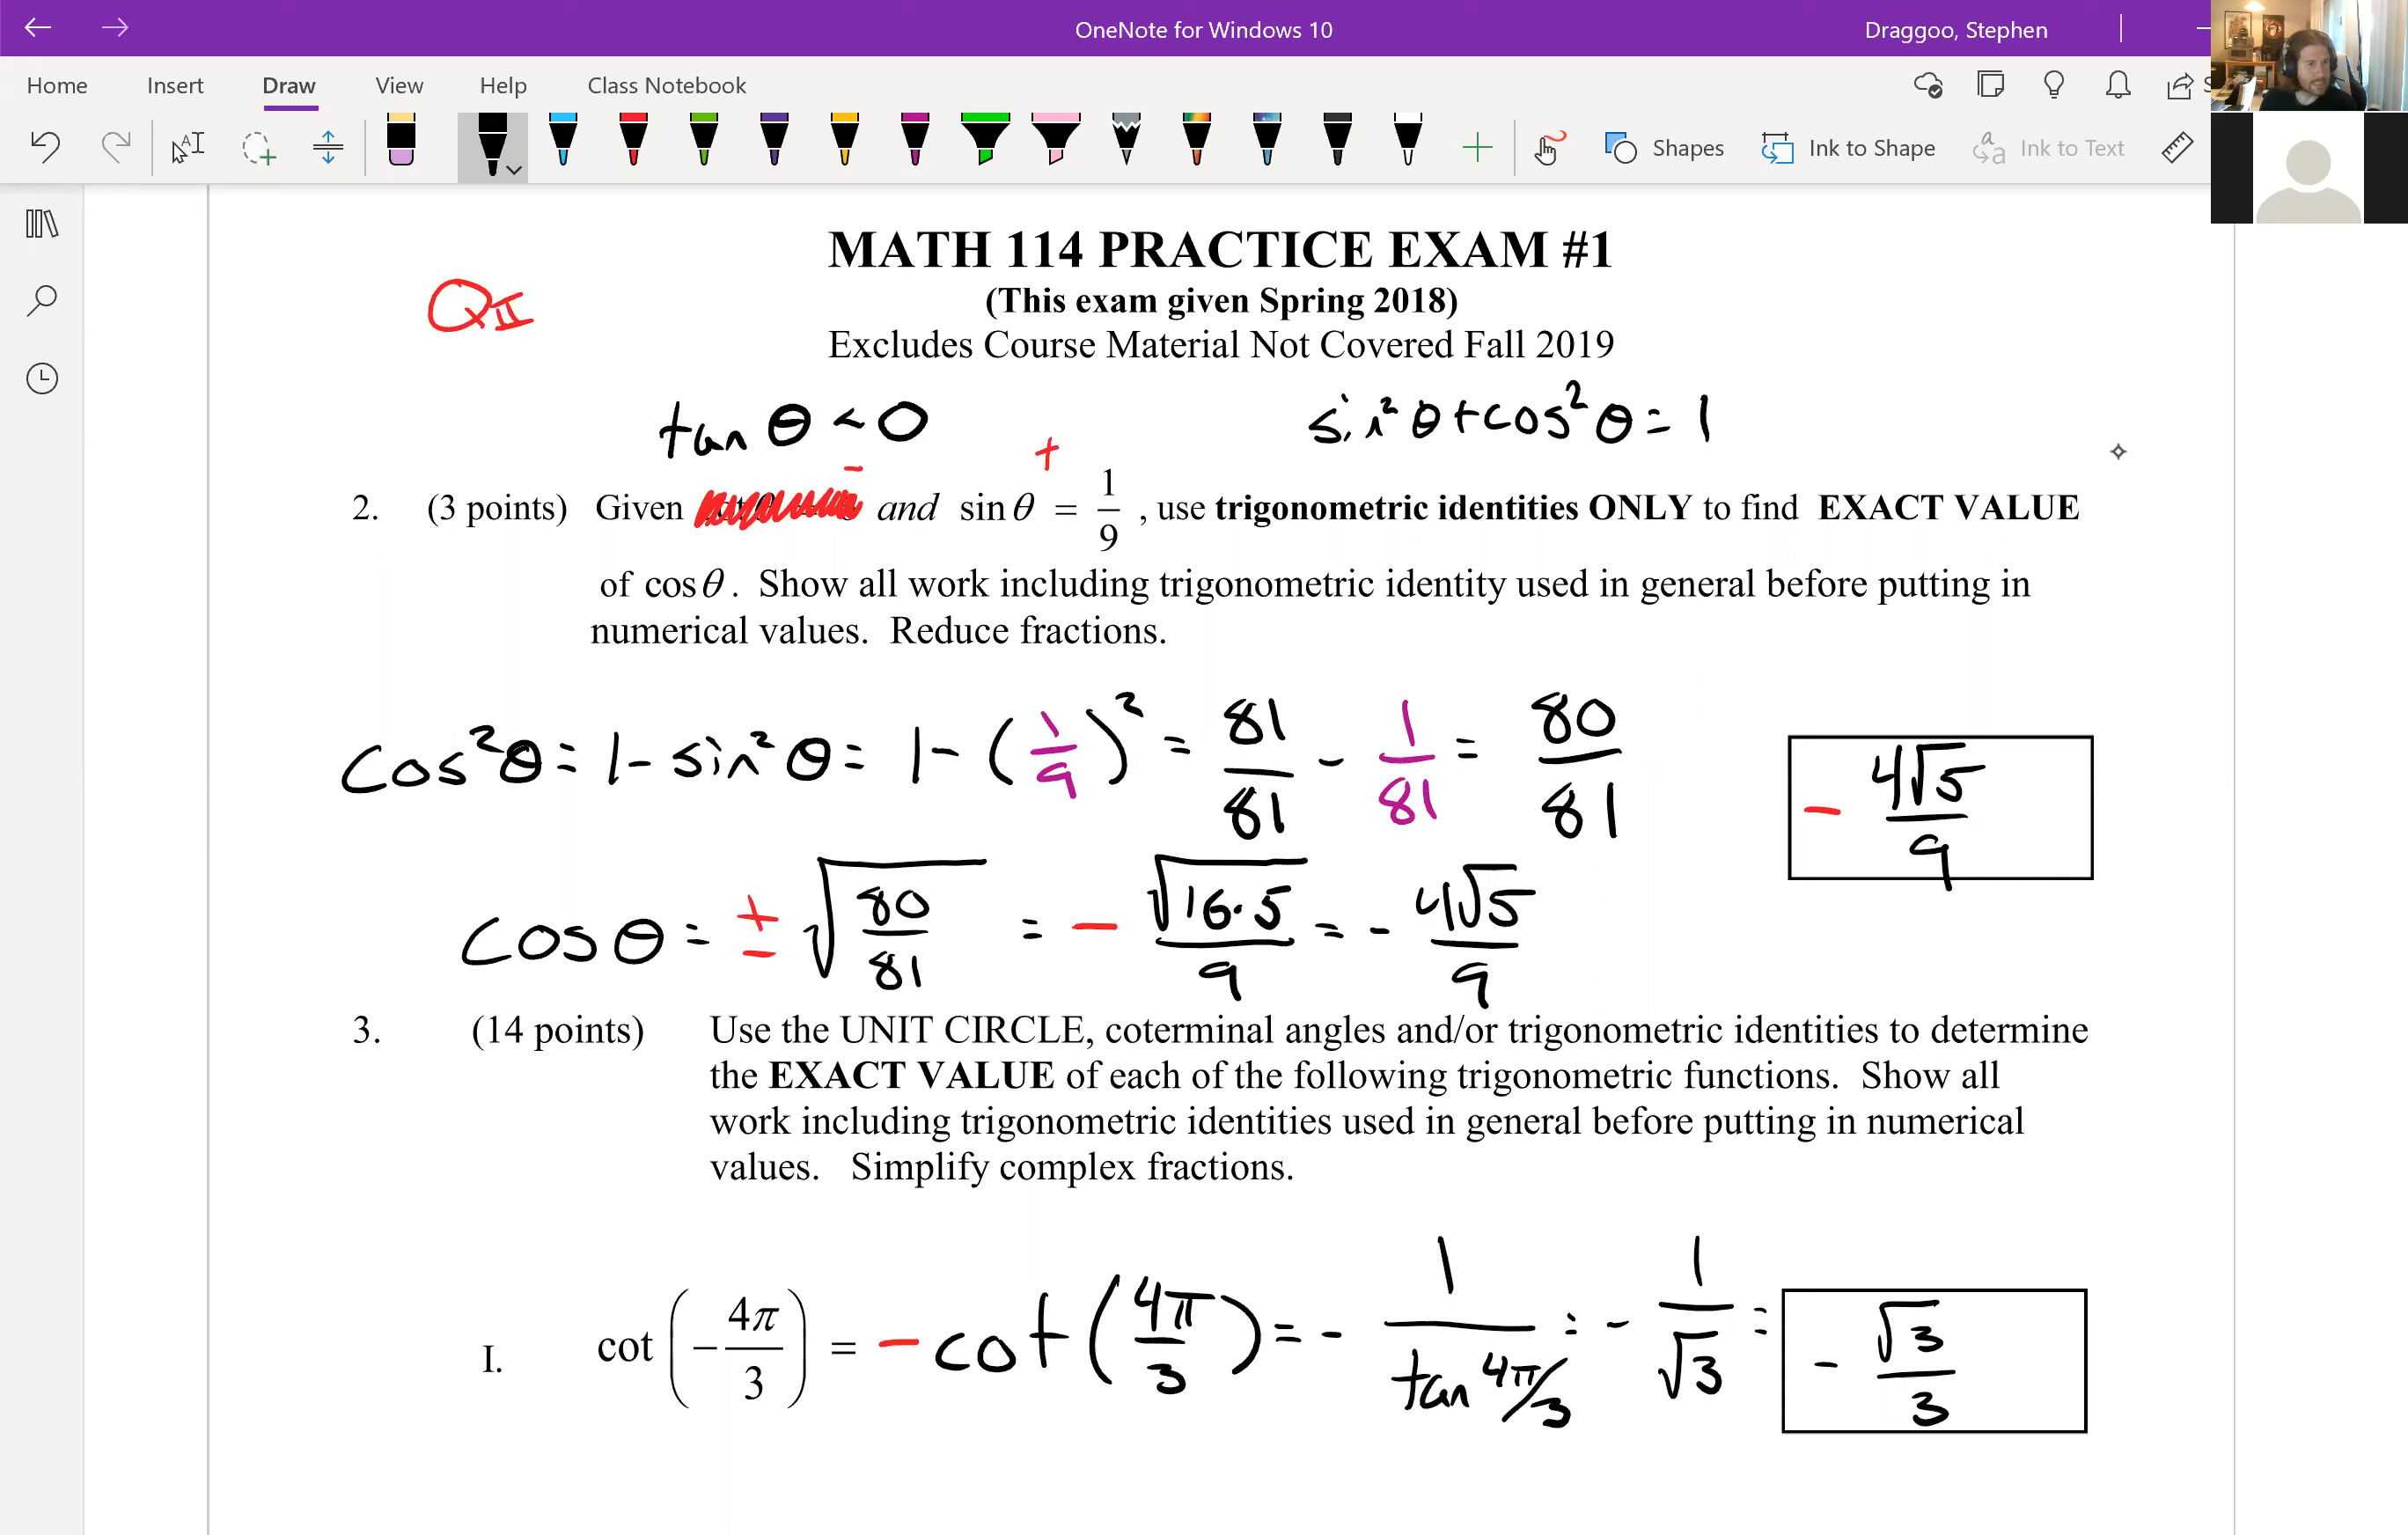 OneNote for Windows 10
Draggoo, Stephen
Home Insert Draw View Help Class Notebook
Shapes Ink to Shape Ink to Text
MATH 114 PRACTICE EXAM #1
(This exam given Spring 2018)
Excludes Course Material Not Covered Fall 2019
QII
tan θ < 0
sin² θ + cos² θ = 1
− +
2. (3 points) Given and sin θ = 1/9 , use trigonometric identities ONLY to find EXACT VALUE
of cos θ . Show all work including trigonometric identity used in general before putting in
numerical values. Reduce fractions.
cos²θ = 1 - sin² θ = 1 - (1/9)² = 81/81 - 1/81 = 80/81
- 4√5/9
cos θ = ± √(80/81) = - √(16·5)/9 = - 4√5/9
3. (14 points) Use the UNIT CIRCLE, coterminal angles and/or trigonometric identities to determine
the EXACT VALUE of each of the following trigonometric functions. Show all
work including trigonometric identities used in general before putting in numerical
values. Simplify complex fractions.
I. cot(-4π/3) = - cot(4π/3) = - 1/tan 4π/3 = - 1/√3 = - √3/3